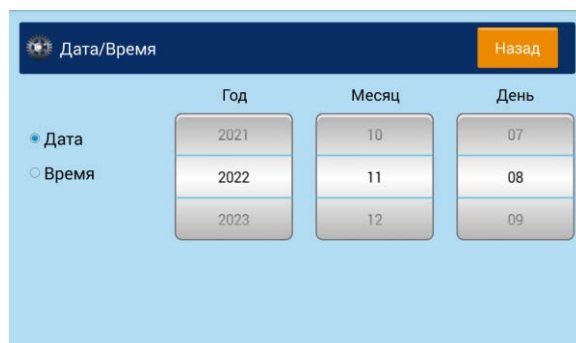 Дата/Время
Назад
Год Месяц День
Дата
2021 10 07
Время
2022 11 08
2023 12 09